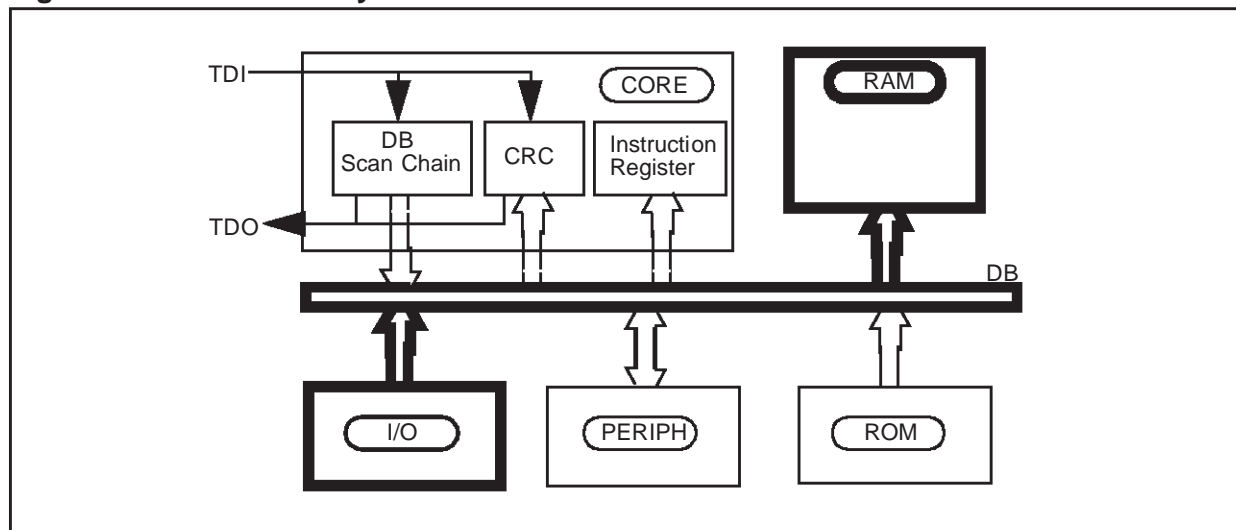 TDI
CORE
RAM
DB
Scan Chain
CRC
Instruction
Register
TDO
DB
I/O
PERIPH
ROM